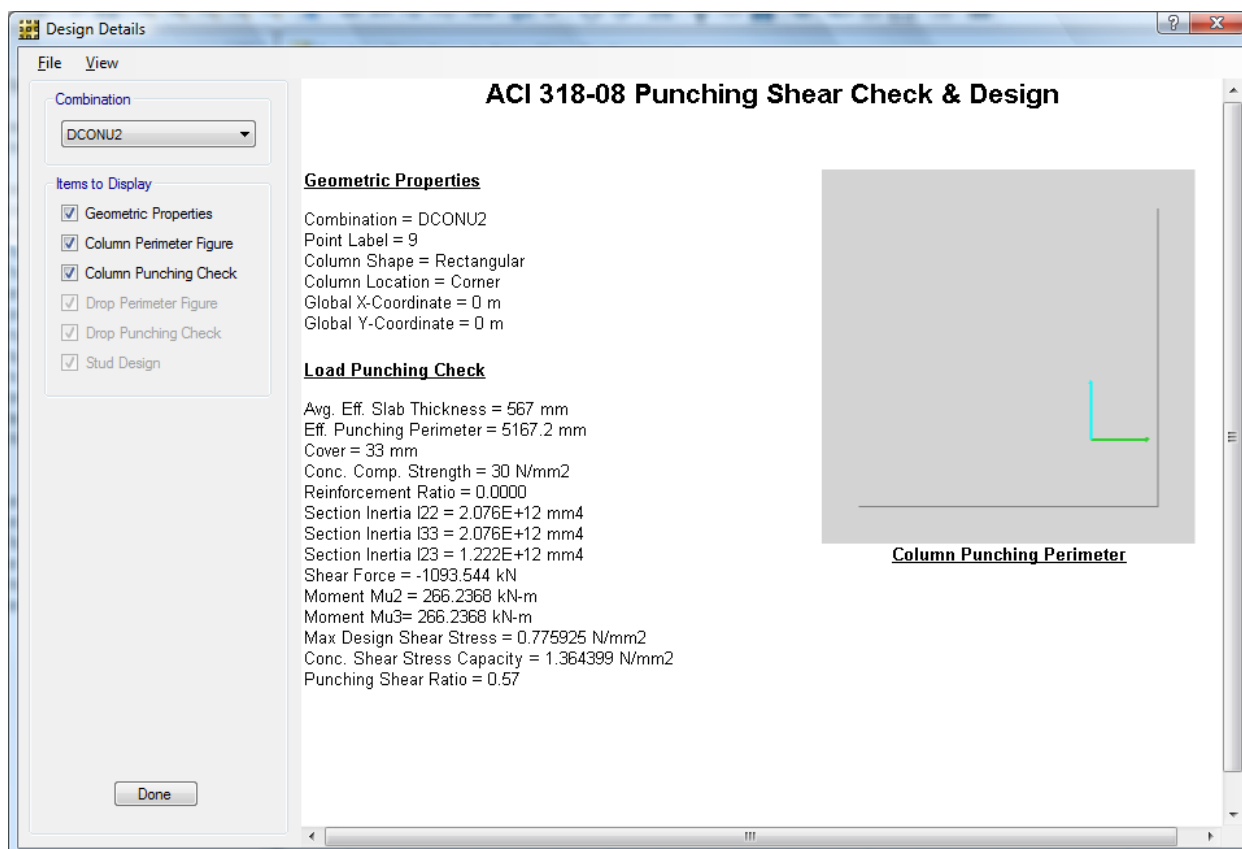 Design Details
File View
Combination
DCONU2
Items to Display
Geometric Properties
Column Perimeter Figure
Column Punching Check
Drop Perimeter Figure
Drop Punching Check
Stud Design
Done
ACI 318-08 Punching Shear Check & Design
Geometric Properties
Combination = DCONU2
Point Label = 9
Column Shape = Rectangular
Column Location = Corner
Global X-Coordinate = 0 m
Global Y-Coordinate = 0 m
Load Punching Check
Avg. Eff. Slab Thickness = 567 mm
Eff. Punching Perimeter = 5167.2 mm
Cover = 33 mm
Conc. Comp. Strength = 30 N/mm2
Reinforcement Ratio = 0.0000
Section Inertia I22 = 2.076E+12 mm4
Section Inertia I33 = 2.076E+12 mm4
Section Inertia I23 = 1.222E+12 mm4
Shear Force = -1093.544 kN
Moment Mu2 = 266.2368 kN-m
Moment Mu3= 266.2368 kN-m
Max Design Shear Stress = 0.775925 N/mm2
Conc. Shear Stress Capacity = 1.364399 N/mm2
Punching Shear Ratio = 0.57
Column Punching Perimeter